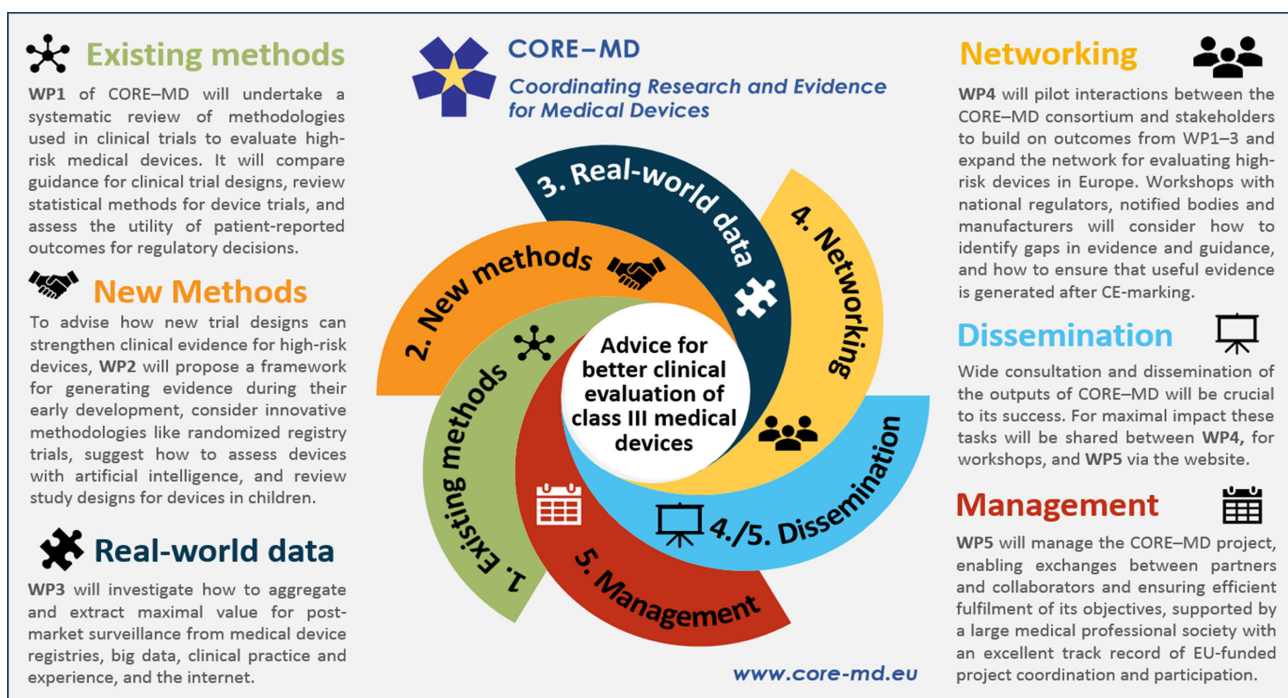 Existing methods
WP1 of CORE–MD will undertake a
systematic review of methodologies
used in clinical trials to evaluate high-
risk medical devices. It will compare
guidance for clinical trial designs, review
statistical methods for device trials, and
assess the utility of patient-reported
outcomes for regulatory decisions.
New Methods
To advise how new trial designs can
strengthen clinical evidence for high-risk
devices, WP2 will propose a framework
for generating evidence during their
early development, consider innovative
methodologies like randomized registry
trials, suggest how to assess devices
with artificial intelligence, and review
study designs for devices in children.
Real-world data
WP3 will investigate how to aggregate
and extract maximal value for post-
market surveillance from medical device
registries, big data, clinical practice and
experience, and the internet.
CORE–MD
Coordinating Research and Evidence
for Medical Devices
1. Existing methods
2. New methods
3. Real-world data
4. Networking
4./5. Dissemination
5. Management
Advice for
better clinical
evaluation of
class III medical
devices
www.core-md.eu
Networking
WP4 will pilot interactions between the
CORE–MD consortium and stakeholders
to build on outcomes from WP1–3 and
expand the network for evaluating high-
risk devices in Europe. Workshops with
national regulators, notified bodies and
manufacturers will consider how to
identify gaps in evidence and guidance,
and how to ensure that useful evidence
is generated after CE-marking.
Dissemination
Wide consultation and dissemination of
the outputs of CORE–MD will be crucial
to its success. For maximal impact these
tasks will be shared between WP4, for
workshops, and WP5 via the website.
Management
WP5 will manage the CORE–MD project,
enabling exchanges between partners
and collaborators and ensuring efficient
fulfilment of its objectives, supported by
a large medical professional society with
an excellent track record of EU-funded
project coordination and participation.